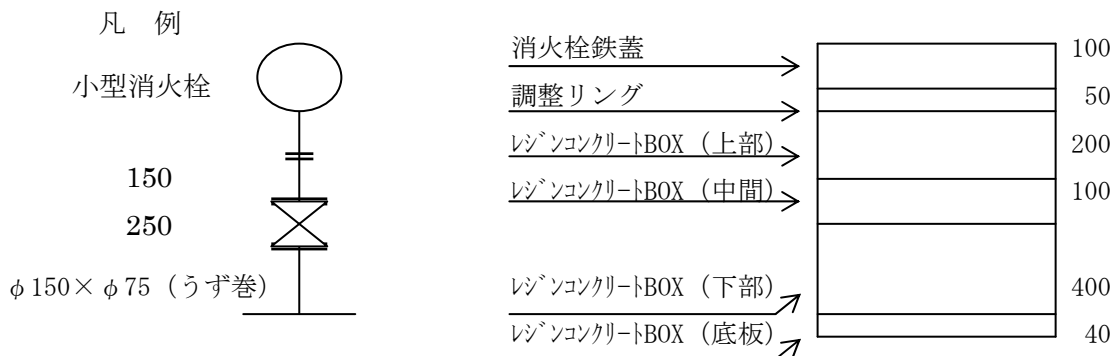 凡 例
小型消火栓
150
250
φ150×φ75 (うず巻)
消火栓鉄蓋
調整リング
ﾚｼﾞﾝｺﾝｸﾘｰﾄBOX (上部)
ﾚｼﾞﾝｺﾝｸﾘｰﾄBOX (中間)
ﾚｼﾞﾝｺﾝｸﾘｰﾄBOX (下部)
ﾚｼﾞﾝｺﾝｸﾘｰﾄBOX (底板)
100
50
200
100
400
40